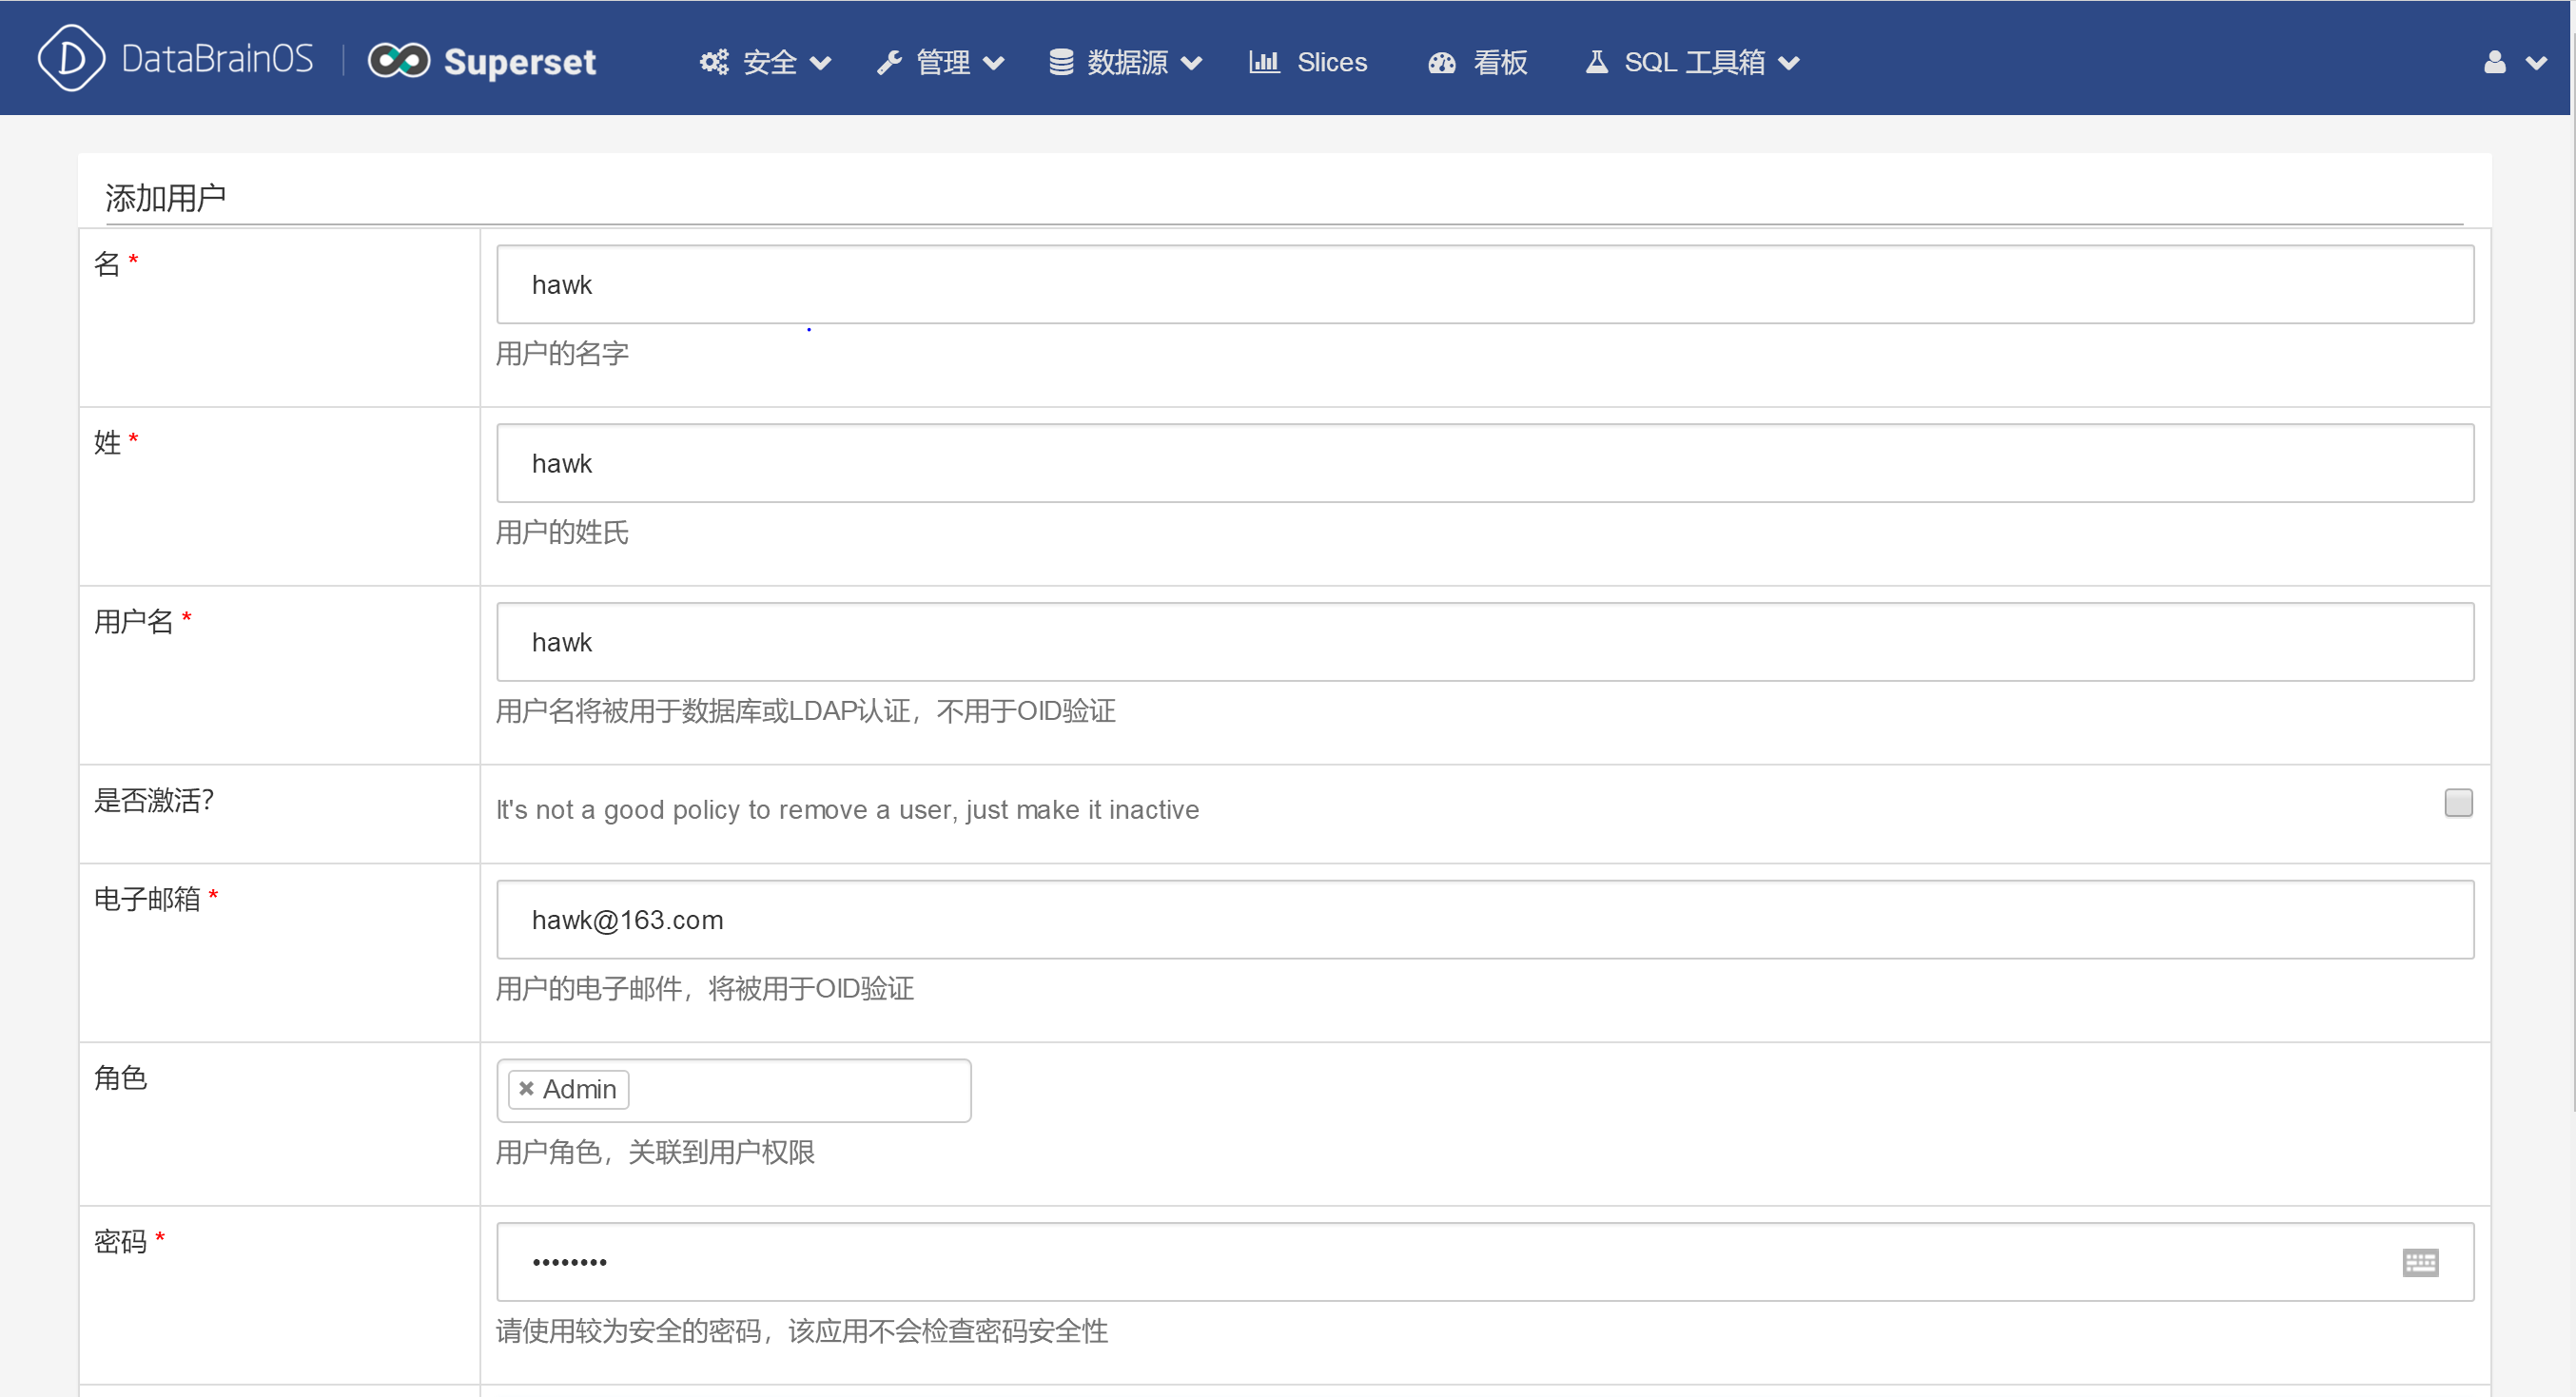 DataBrainOS | Superset 安全 管理 数据源 Slices 看板 SQL 工具箱
添加用户
名 *
hawk
用户的名字
姓 *
hawk
用户的姓氏
用户名 *
hawk
用户名将被用于数据库或LDAP认证，不用于OID验证
是否激活?
It's not a good policy to remove a user, just make it inactive
电子邮箱 *
hawk@163.com
用户的电子邮件，将被用于OID验证
角色
Admin
用户角色，关联到用户权限
密码 *
••••••••
请使用较为安全的密码，该应用不会检查密码安全性